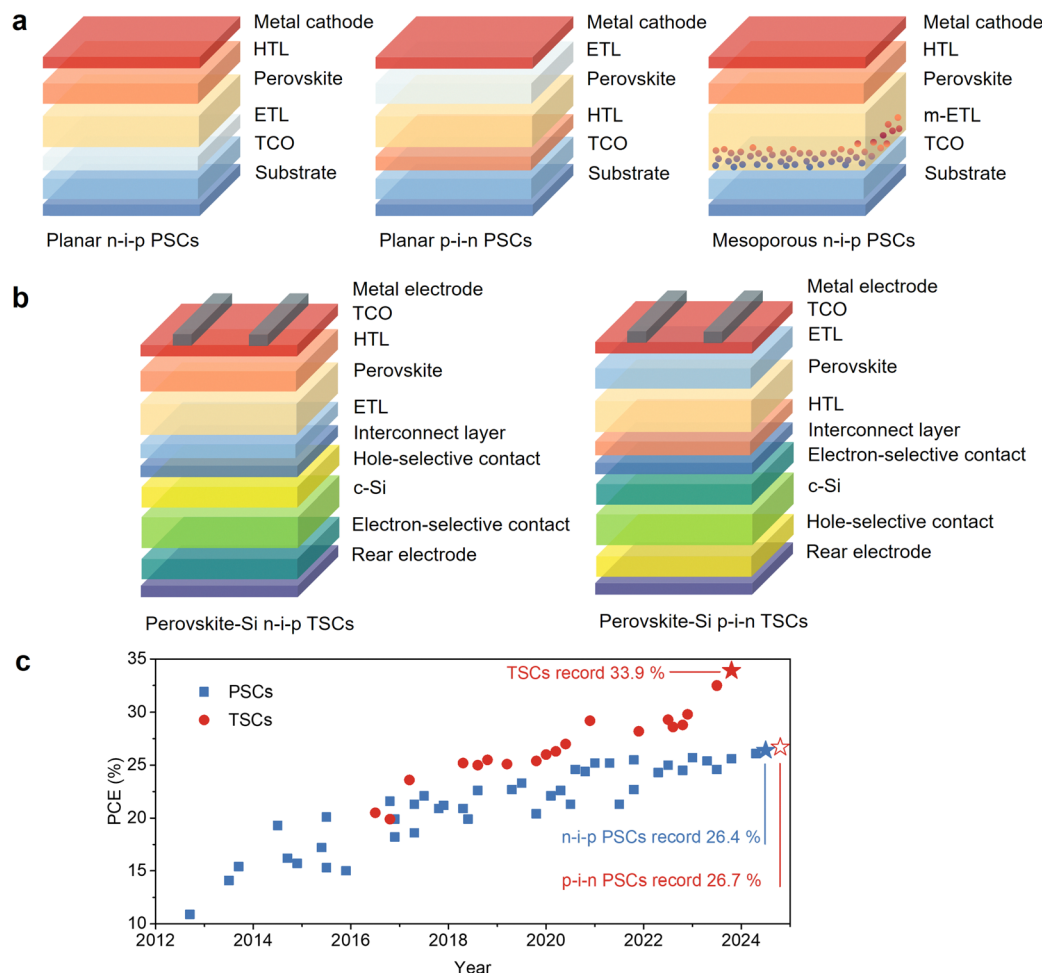 a
Metal cathode
HTL
Perovskite
ETL
TCO
Substrate
Planar n-i-p PSCs
Metal cathode
ETL
Perovskite
HTL
TCO
Substrate
Planar p-i-n PSCs
Metal cathode
HTL
Perovskite
m-ETL
TCO
Substrate
Mesoporous n-i-p PSCs
b
Metal electrode
TCO
HTL
Perovskite
ETL
Interconnect layer
Hole-selective contact
c-Si
Electron-selective contact
Rear electrode
Perovskite-Si n-i-p TSCs
Metal electrode
TCO
ETL
Perovskite
HTL
Interconnect layer
Electron-selective contact
c-Si
Hole-selective contact
Rear electrode
Perovskite-Si p-i-n TSCs
c
PCE (%)
35
30
25
20
15
10
PSCs
TSCs
TSCs record 33.9 %
n-i-p PSCs record 26.4 %
p-i-n PSCs record 26.7 %
2012
2014
2016
2018
2020
2022
2024
Year